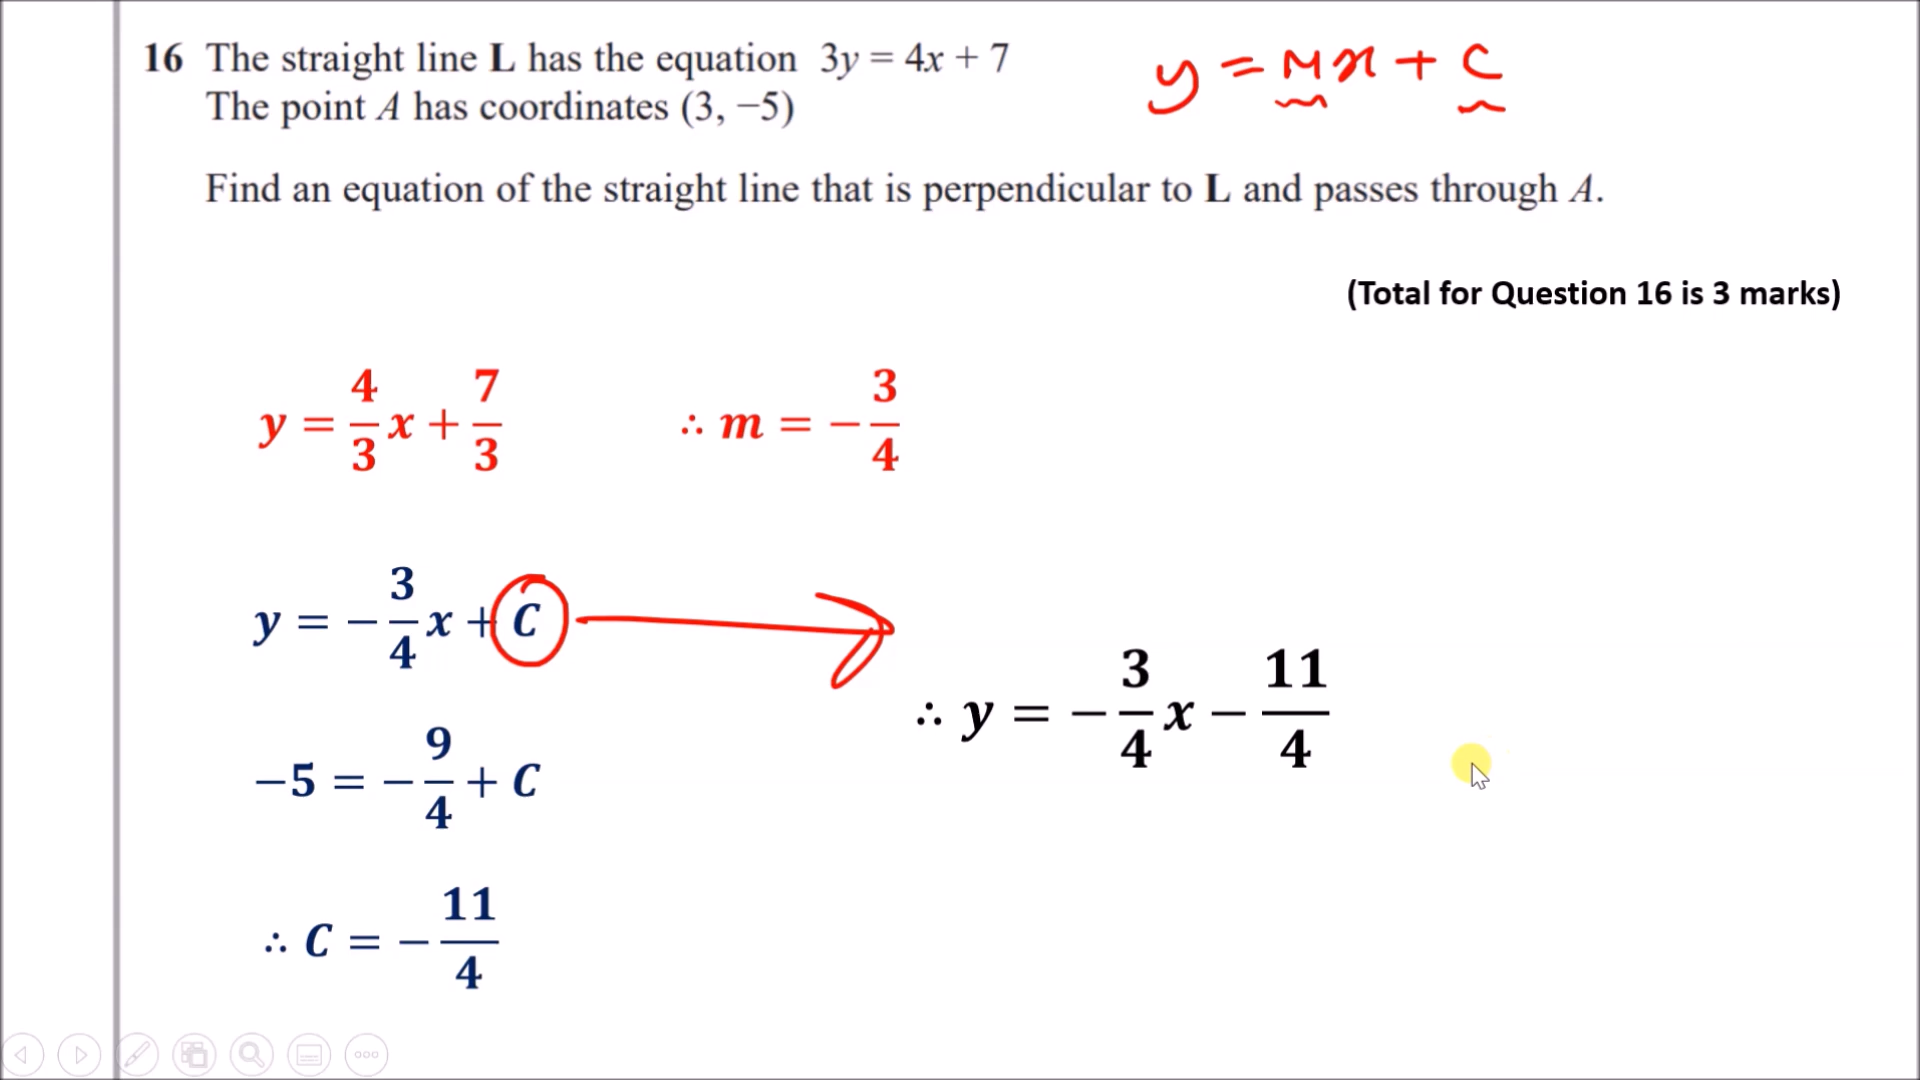 16 The straight line L has the equation 3y = 4x + 7
y = mx + c
The point A has coordinates (3, −5)
Find an equation of the straight line that is perpendicular to L and passes through A.
(Total for Question 16 is 3 marks)
y = 4/3 x + 7/3
∴ m = − 3/4
y = − 3/4 x + C
∴ y = − 3/4 x − 11/4
−5 = − 9/4 + C
∴ C = − 11/4